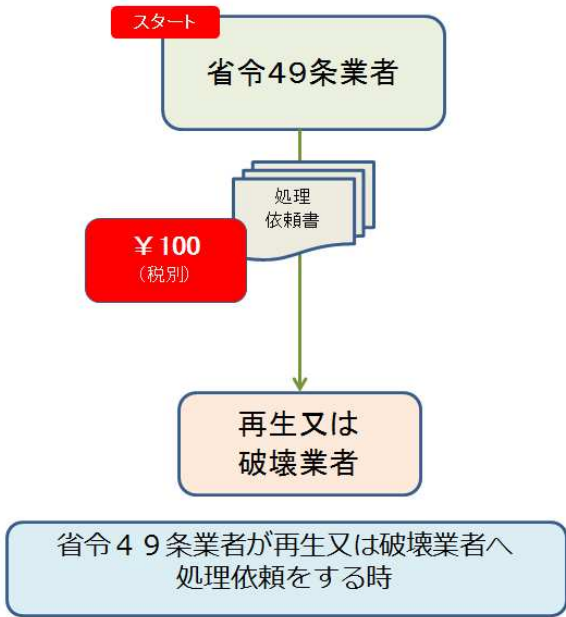 スタート
省令49条業者
処理
依頼書
¥100
(税別)
再生又は
破壊業者
省令49条業者が再生又は破壊業者へ
処理依頼をする時